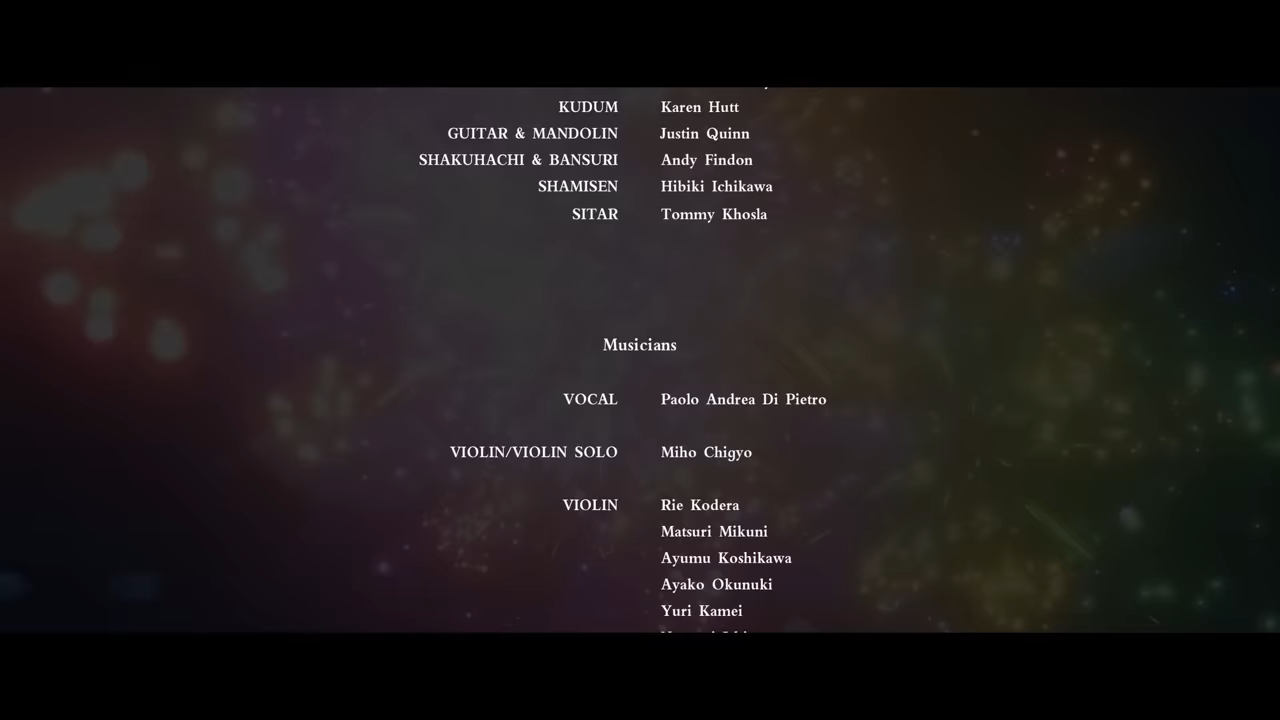 KUDUM Karen Hutt
GUITAR & MANDOLIN Justin Quinn
SHAKUHACHI & BANSURI Andy Findon
SHAMISEN Hibiki Ichikawa
SITAR Tommy Khosla
Musicians
VOCAL Paolo Andrea Di Pietro
VIOLIN/VIOLIN SOLO Miho Chigyo
VIOLIN Rie Kodera
Matsuri Mikuni
Ayumu Koshikawa
Ayako Okunuki
Yuri Kamei